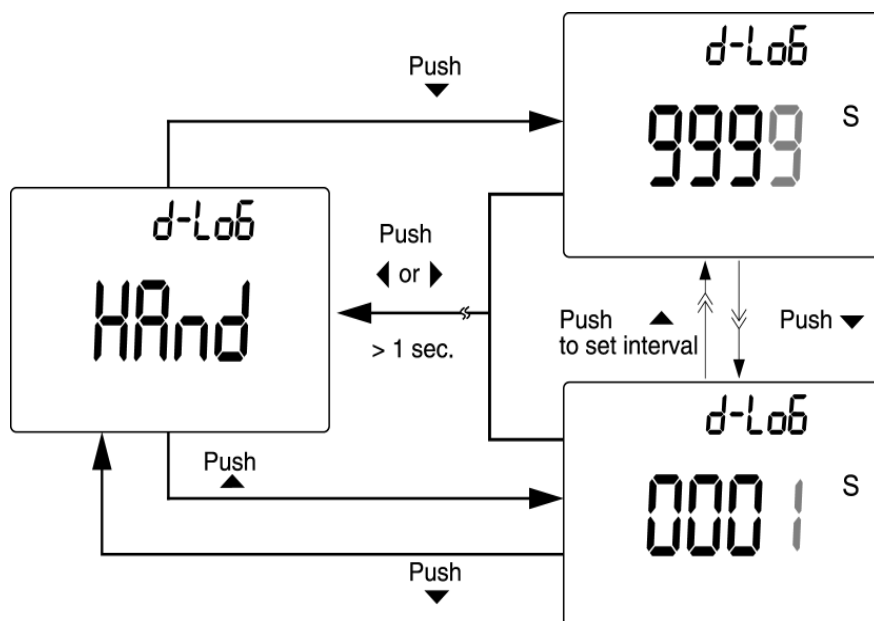 d-LoG
9999 S
Push ▼
d-LoG
HAnd
Push
◀ or ▶
> 1 sec.
Push ▲
to set interval
Push ▼
d-LoG
0001 S
Push
▲
Push
▼